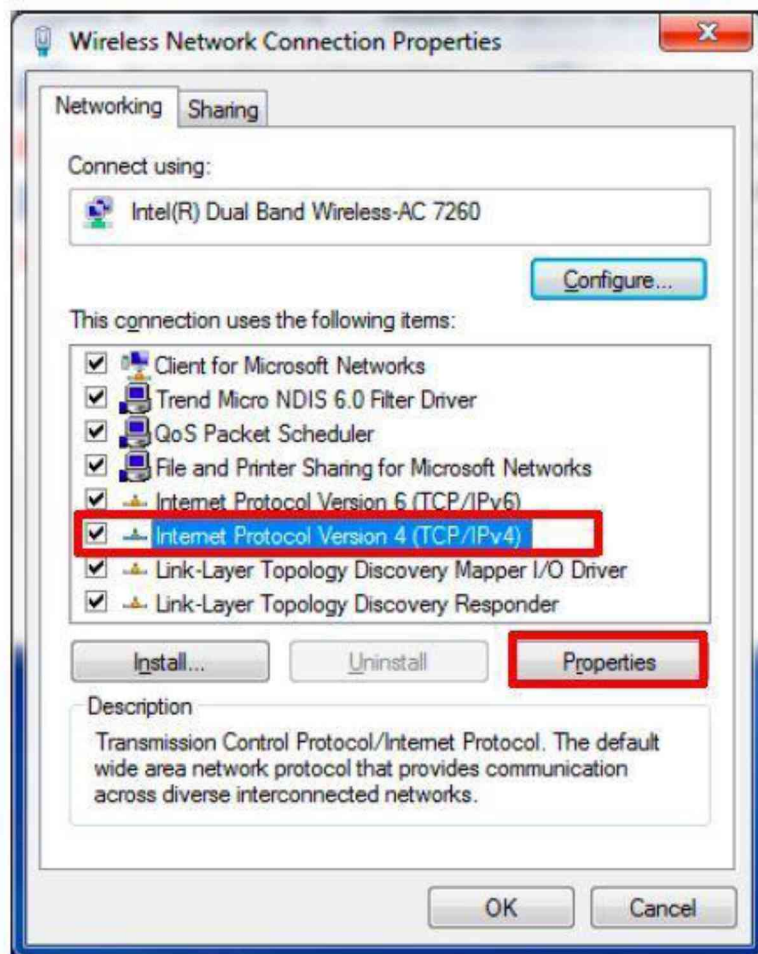 Wireless Network Connection Properties
Networking
Sharing
Connect using:
Intel(R) Dual Band Wireless-AC 7260
Configure...
This connection uses the following items:
Client for Microsoft Networks
Trend Micro NDIS 6.0 Filter Driver
QoS Packet Scheduler
File and Printer Sharing for Microsoft Networks
Internet Protocol Version 6 (TCP/IPv6)
Internet Protocol Version 4 (TCP/IPv4)
Link-Layer Topology Discovery Mapper I/O Driver
Link-Layer Topology Discovery Responder
Install...
Uninstall
Properties
Description
Transmission Control Protocol/Internet Protocol. The default
wide area network protocol that provides communication
across diverse interconnected networks.
OK
Cancel